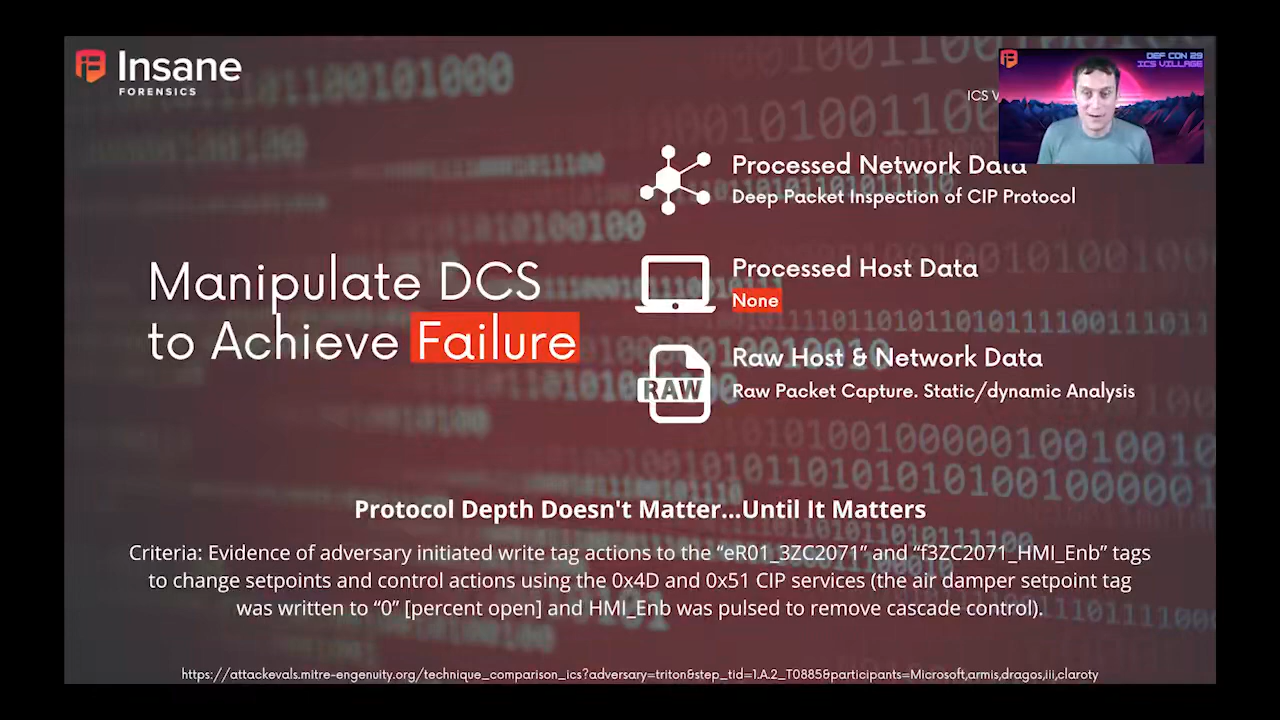 Insane
FORENSICS
DEF CON 29
ICS VILLAGE
ICS
Processed Network Data
Deep Packet Inspection of CIP Protocol
Manipulate DCS
to Achieve Failure
Processed Host Data
None
RAW
Raw Host & Network Data
Raw Packet Capture. Static/dynamic Analysis
Protocol Depth Doesn't Matter...Until It Matters
Criteria: Evidence of adversary initiated write tag actions to the “eR01_3ZC2071” and “f3ZC2071_HMI_Enb” tags
to change setpoints and control actions using the 0x4D and 0x51 CIP services (the air damper setpoint tag
was written to “0” [percent open] and HMI_Enb was pulsed to remove cascade control).
https://attackevals.mitre-engenuity.org/technique_comparison_ics?adversary=triton&step_tid=1.A.2_T0885&participants=Microsoft,armis,dragos,iii,claroty